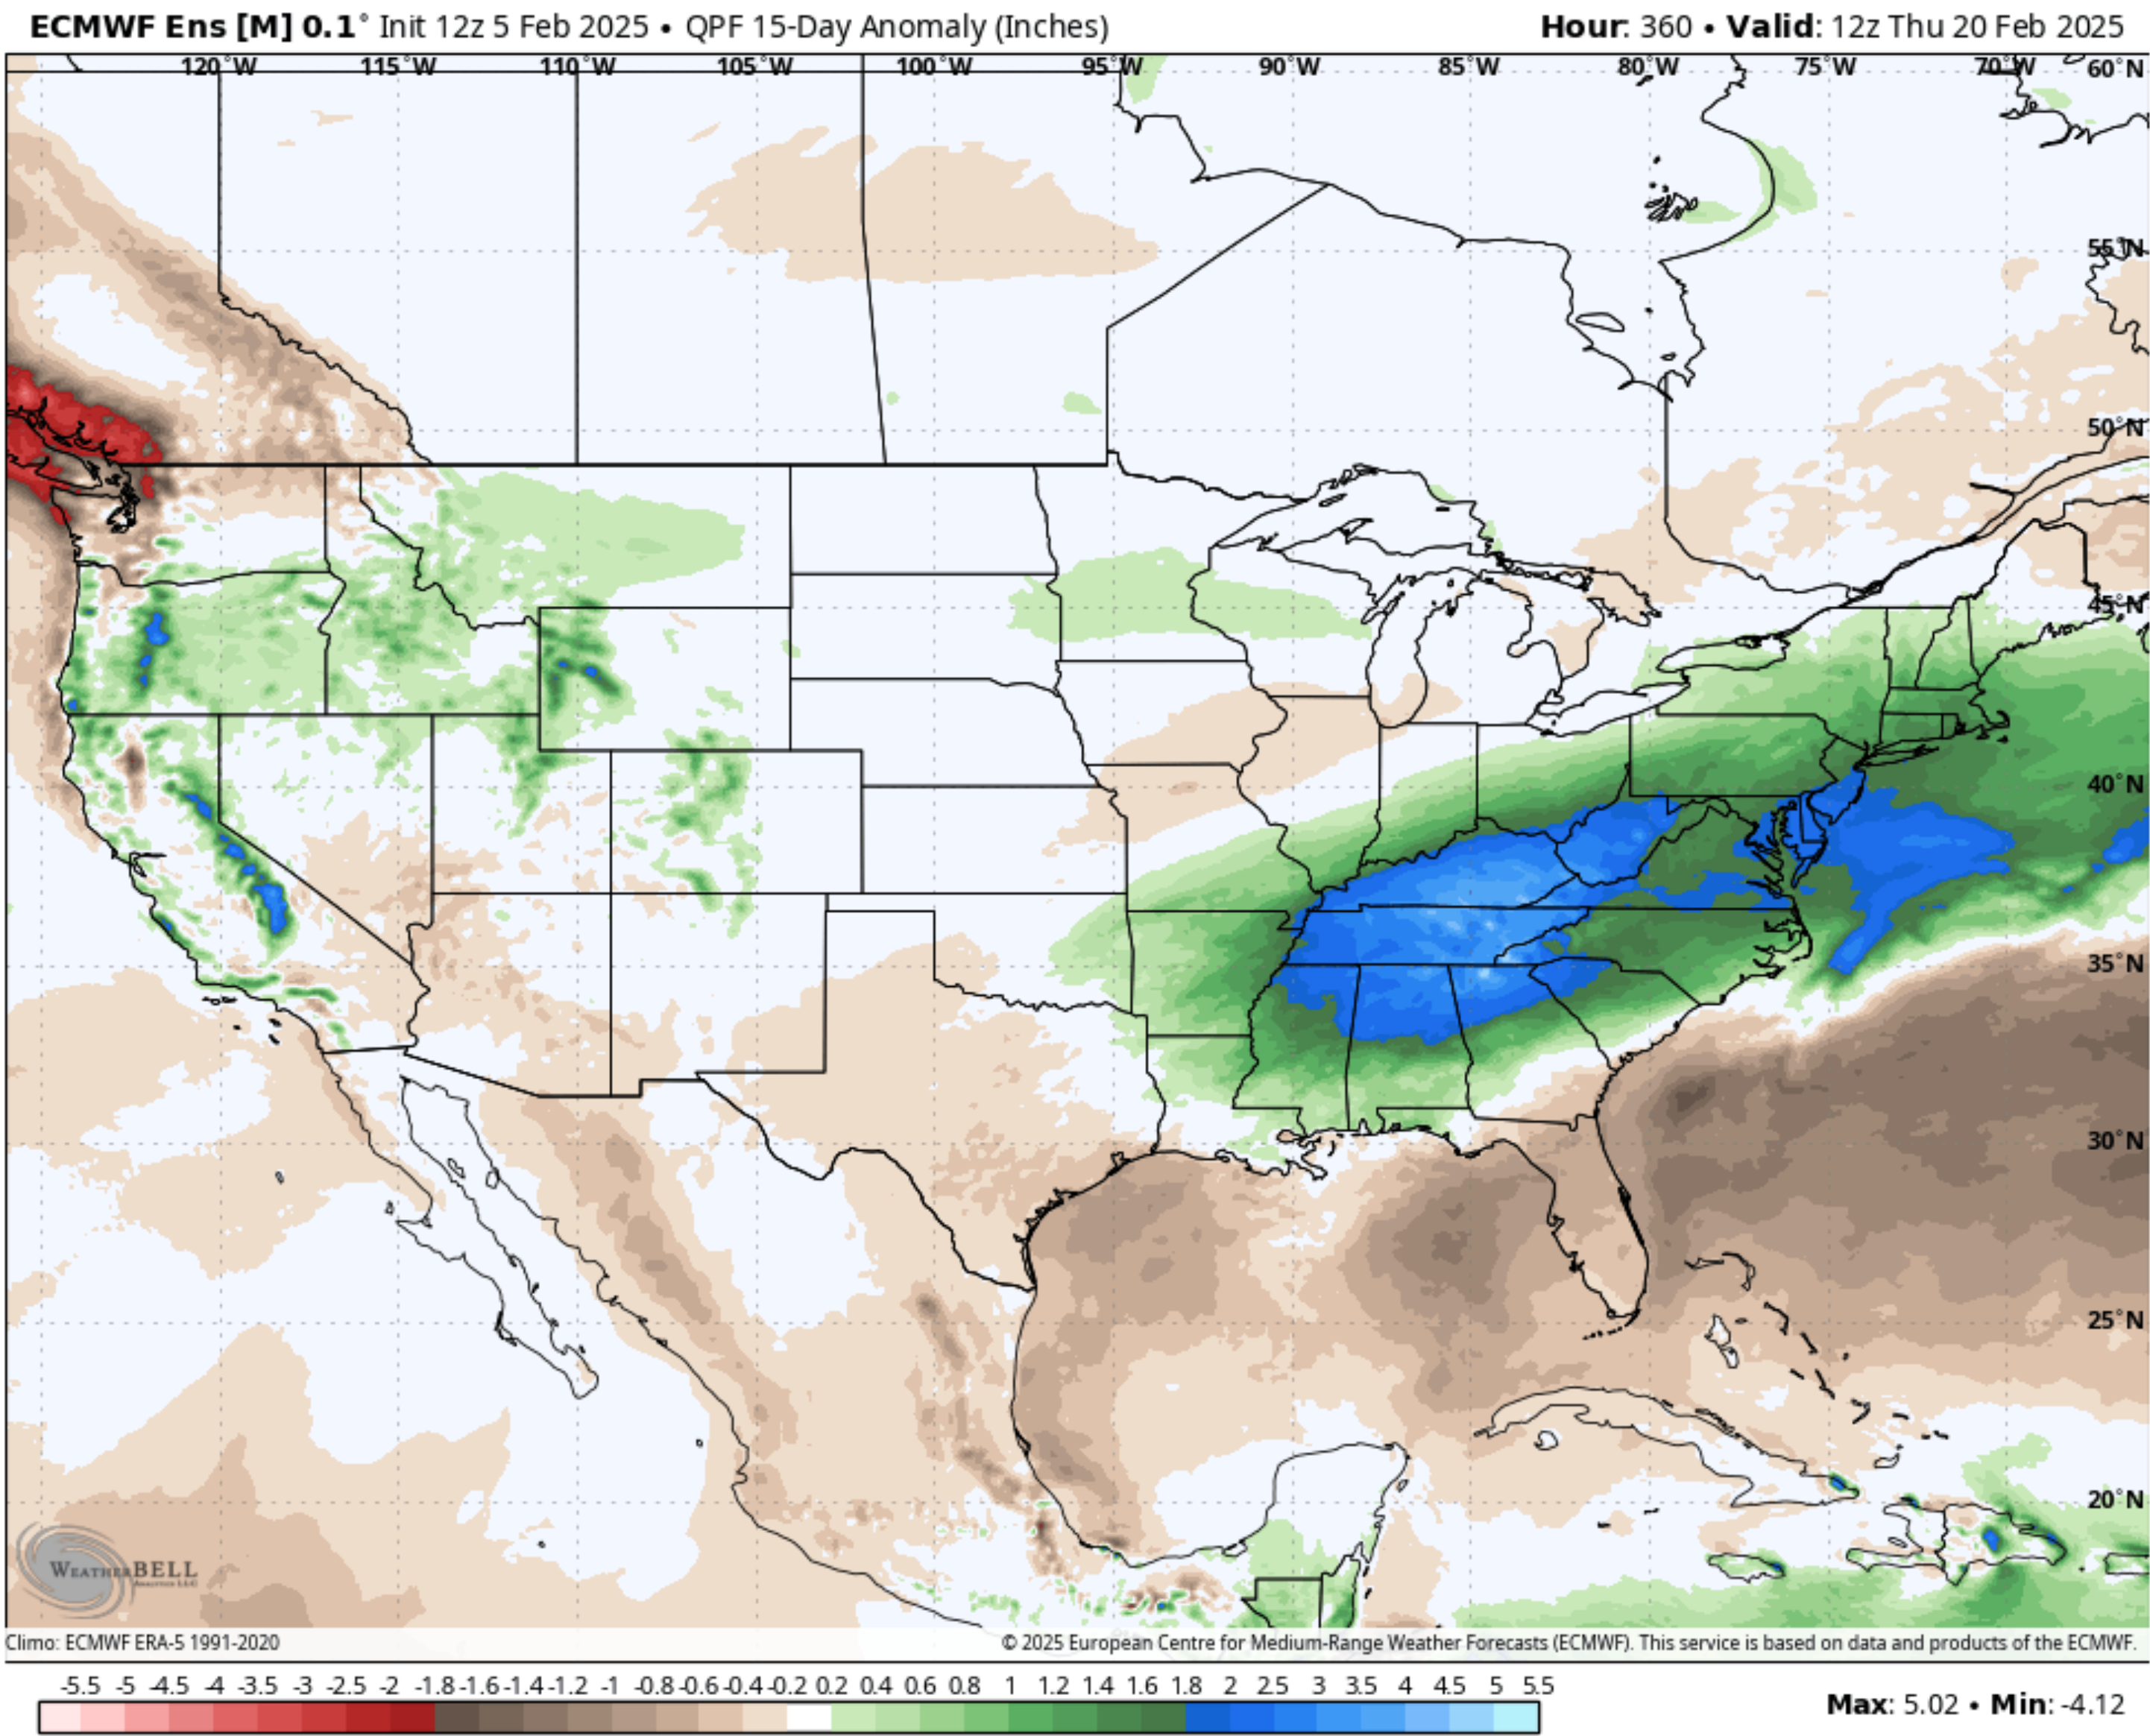 ECMWF Ens [M] 0.1° Init 12z 5 Feb 2025 • QPF 15-Day Anomaly (Inches)
Hour: 360 • Valid: 12z Thu 20 Feb 2025
120°W 115°W 110°W 105°W 100°W 95°W 90°W 85°W 80°W 75°W 70°W
60°N
55°N
50°N
45°N
40°N
35°N
30°N
25°N
20°N
WEATHERBELL
Climo: ECMWF ERA-5 1991-2020
© 2025 European Centre for Medium-Range Weather Forecasts (ECMWF). This service is based on data and products of the ECMWF.
-5.5 -5 -4.5 -4 -3.5 -3 -2.5 -2 -1.8 -1.6 -1.4 -1.2 -1 -0.8 -0.6 -0.4 -0.2 0.2 0.4 0.6 0.8 1 1.2 1.4 1.6 1.8 2 2.5 3 3.5 4 4.5 5 5.5
Max: 5.02 • Min: -4.12